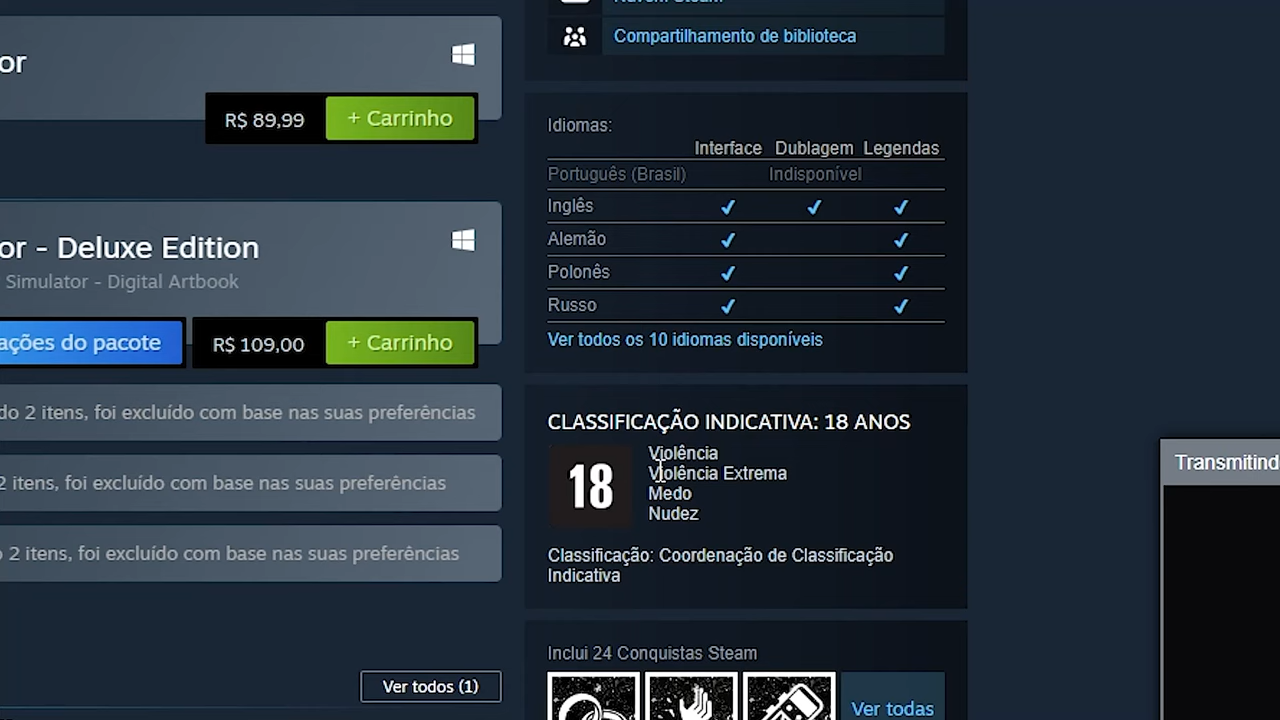 or
R$ 89,99
+ Carrinho
or - Deluxe Edition
Simulator - Digital Artbook
ações do pacote
R$ 109,00
+ Carrinho
do 2 itens, foi excluído com base nas suas preferências
2 itens, foi excluído com base nas suas preferências
o 2 itens, foi excluído com base nas suas preferências
Ver todos (1)
Nuvem Steam
Compartilhamento de biblioteca
Idiomas:
Interface Dublagem Legendas
Português (Brasil) Indisponível
Inglês ✔ ✔ ✔
Alemão ✔ ✔
Polonês ✔ ✔
Russo ✔ ✔
Ver todos os 10 idiomas disponíveis
CLASSIFICAÇÃO INDICATIVA: 18 ANOS
18
Violência
Violência Extrema
Medo
Nudez
Classificação: Coordenação de Classificação
Indicativa
Inclui 24 Conquistas Steam
Ver todas
Transmitind